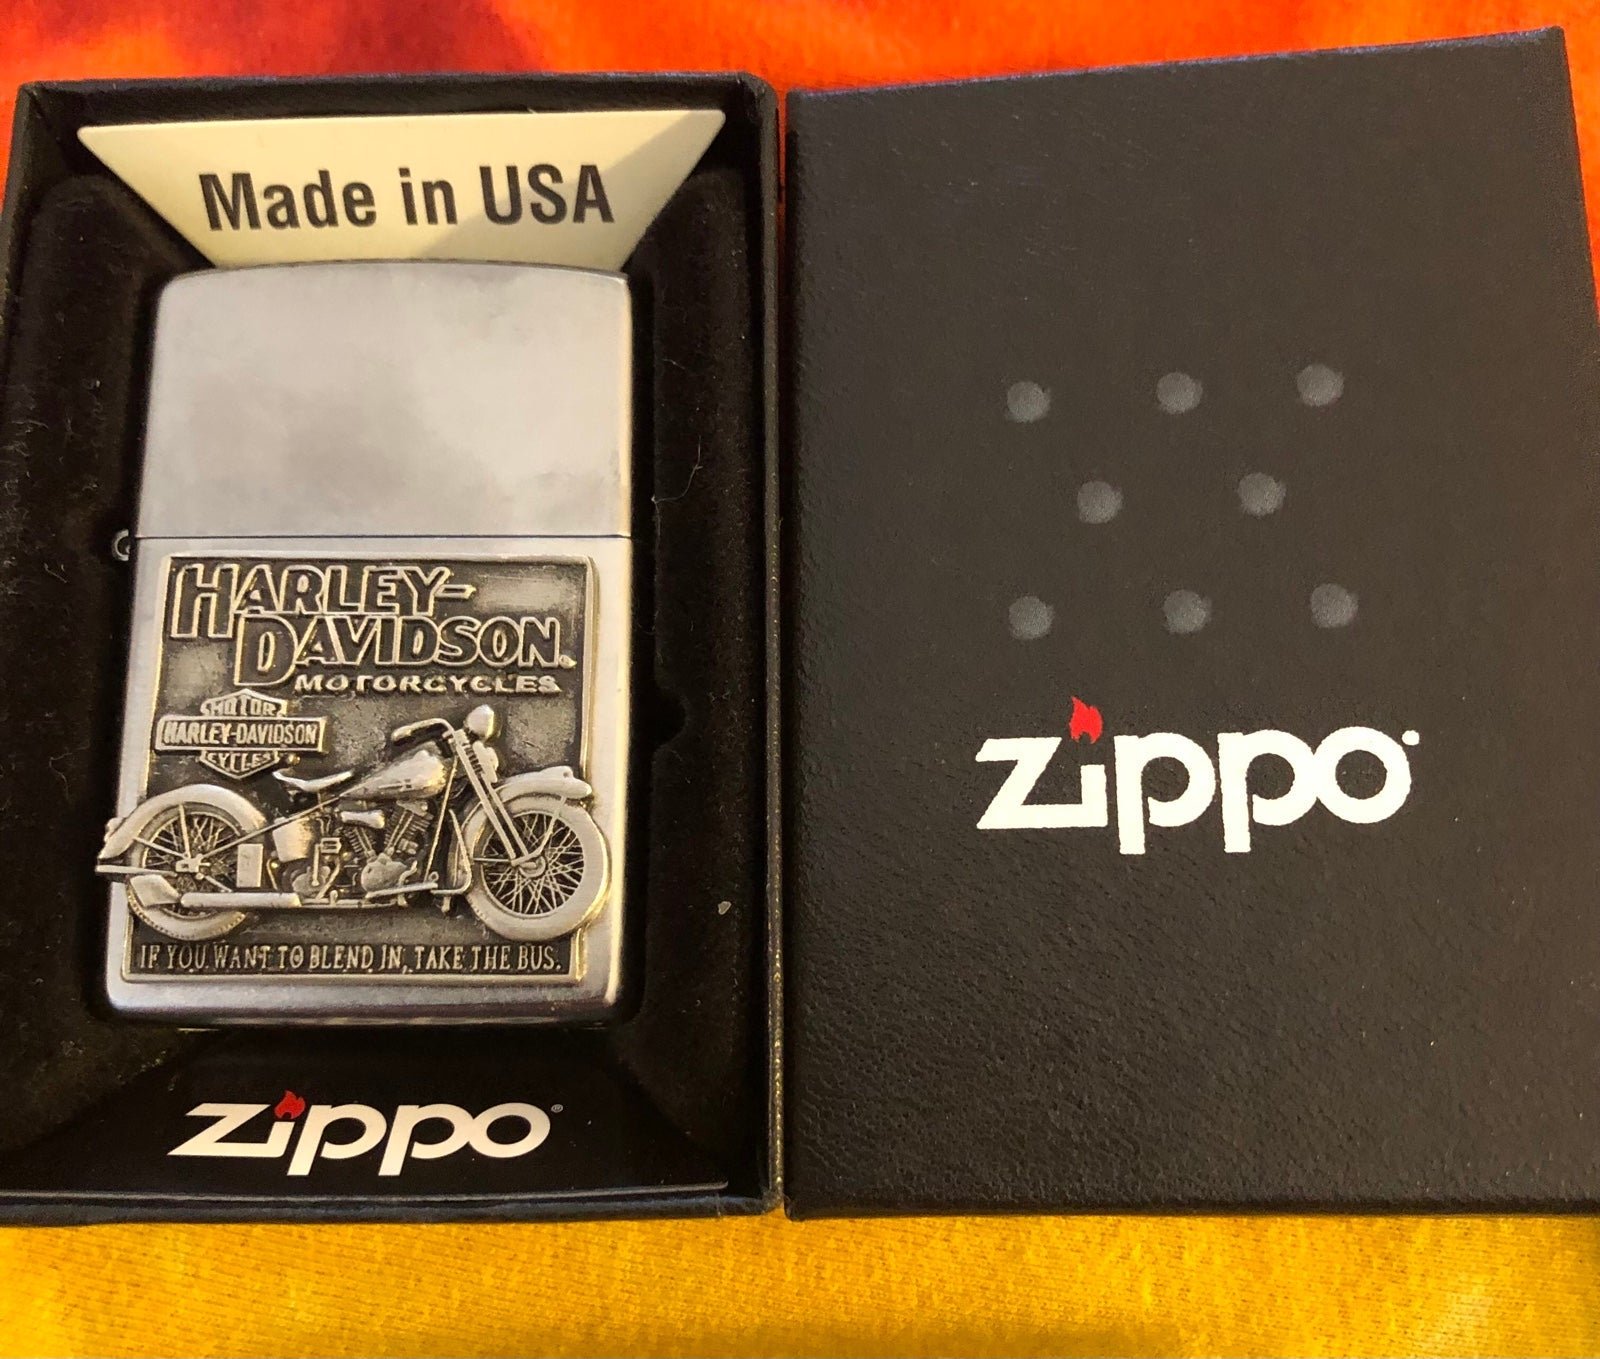 Made in USA
HARLEY-
DAVIDSON.
MOTORCYCLES
MOTOR
HARLEY-DAVIDSON
CYCLES
IF YOU WANT TO BLEND IN, TAKE THE BUS.
zippo®
zippo